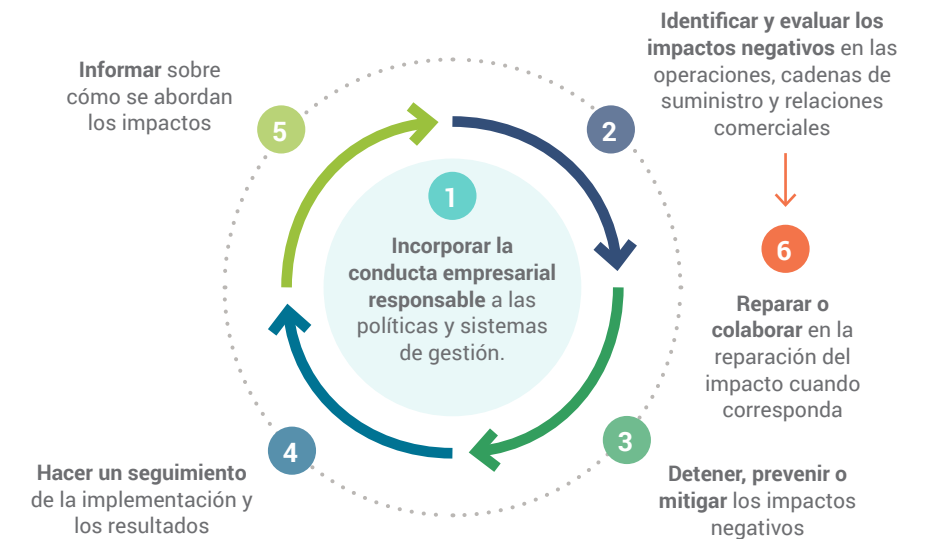 1
Incorporar la
conducta empresarial
responsable a las
políticas y sistemas
de gestión.
2
Identificar y evaluar los
impactos negativos en las
operaciones, cadenas de
suministro y relaciones
comerciales
3
Detener, prevenir o
mitigar los impactos
negativos
4
Hacer un seguimiento
de la implementación y
los resultados
5
Informar sobre
cómo se abordan
los impactos
6
Reparar o
colaborar en la
reparación del
impacto cuando
corresponda